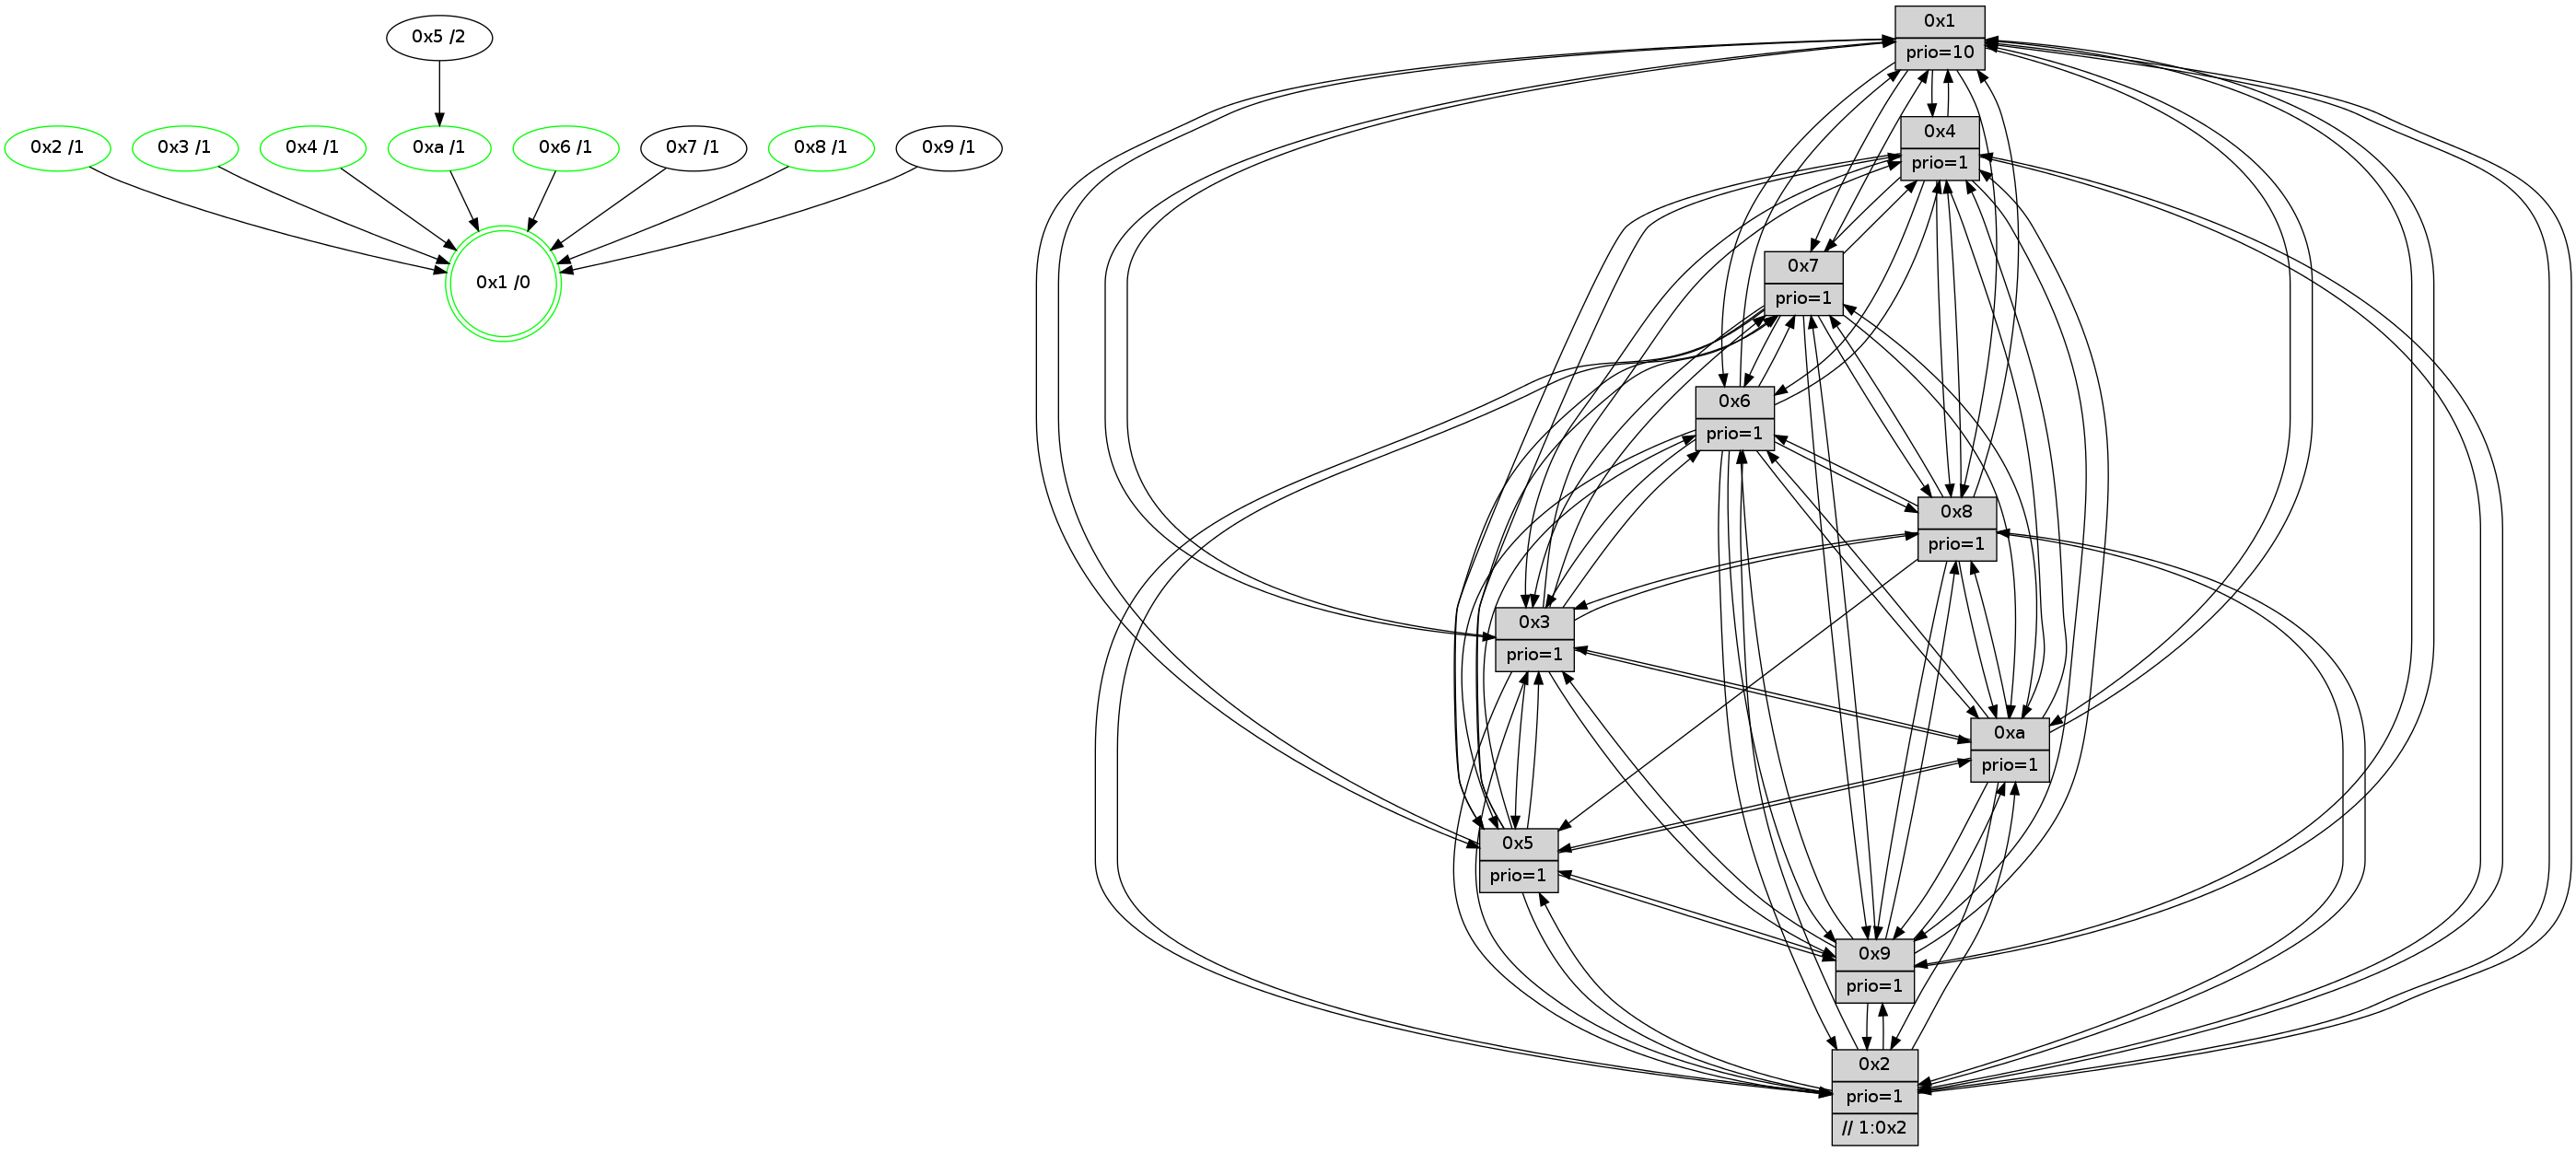 0x5 /2
0x2 /1
0x3 /1
0x4 /1
0xa /1
0x6 /1
0x7 /1
0x8 /1
0x9 /1
0x1 /0
0x1
prio=10
0x4
prio=1
0x7
prio=1
0x6
prio=1
0x8
prio=1
0x3
prio=1
0xa
prio=1
0x5
prio=1
0x9
prio=1
0x2
prio=1
// 1:0x2